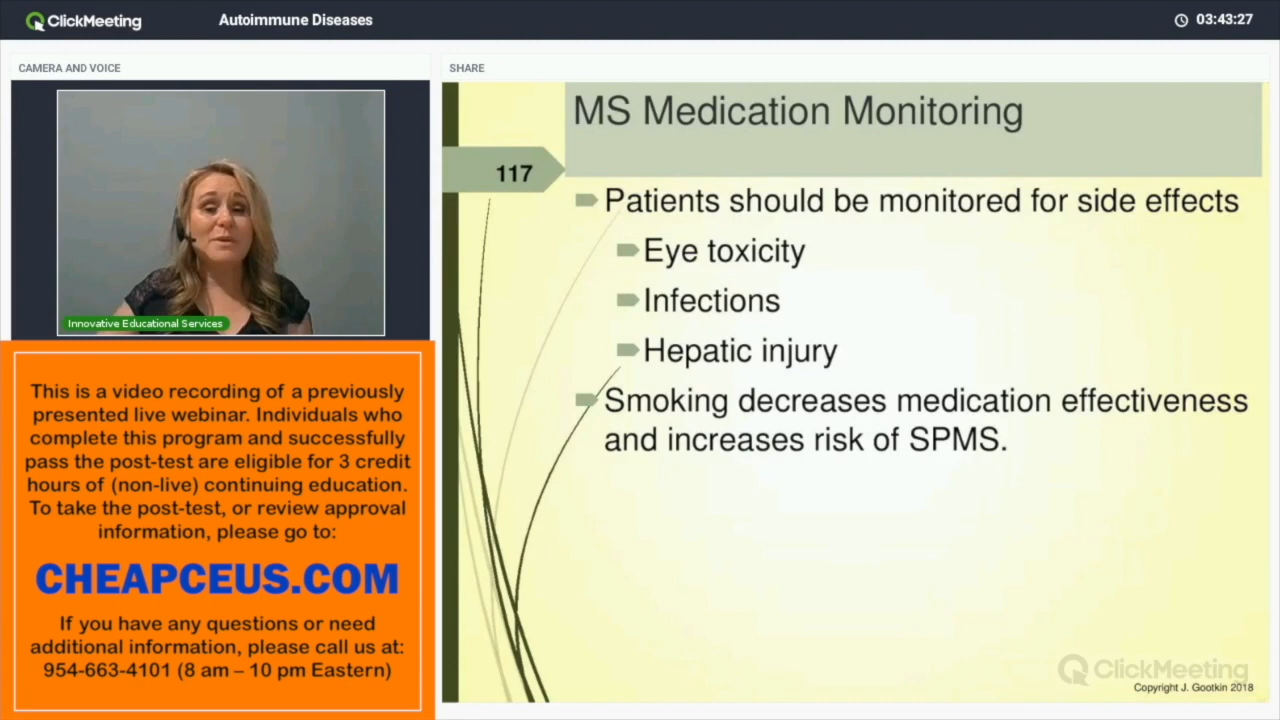 ClickMeeting
Autoimmune Diseases
03:43:27
CAMERA AND VOICE
SHARE
Innovative Educational Services
This is a video recording of a previously
presented live webinar. Individuals who
complete this program and successfully
pass the post-test are eligible for 3 credit
hours of (non-live) continuing education.
To take the post-test, or review approval
information, please go to:
CHEAPCEUS.COM
If you have any questions or need
additional information, please call us at:
954-663-4101 (8 am – 10 pm Eastern)
MS Medication Monitoring
117
Patients should be monitored for side effects
Eye toxicity
Infections
Hepatic injury
Smoking decreases medication effectiveness
and increases risk of SPMS.
ClickMeeting
Copyright J. Gootkin 2018